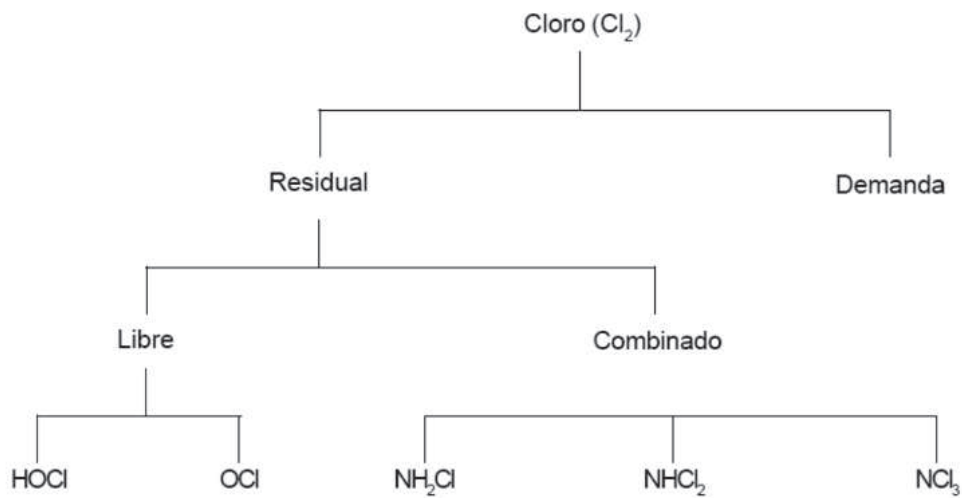 Cloro (Cl₂)
Residual
Demanda
Libre
Combinado
HOCl
OCl
NH₂Cl
NHCl₂
NCl₃